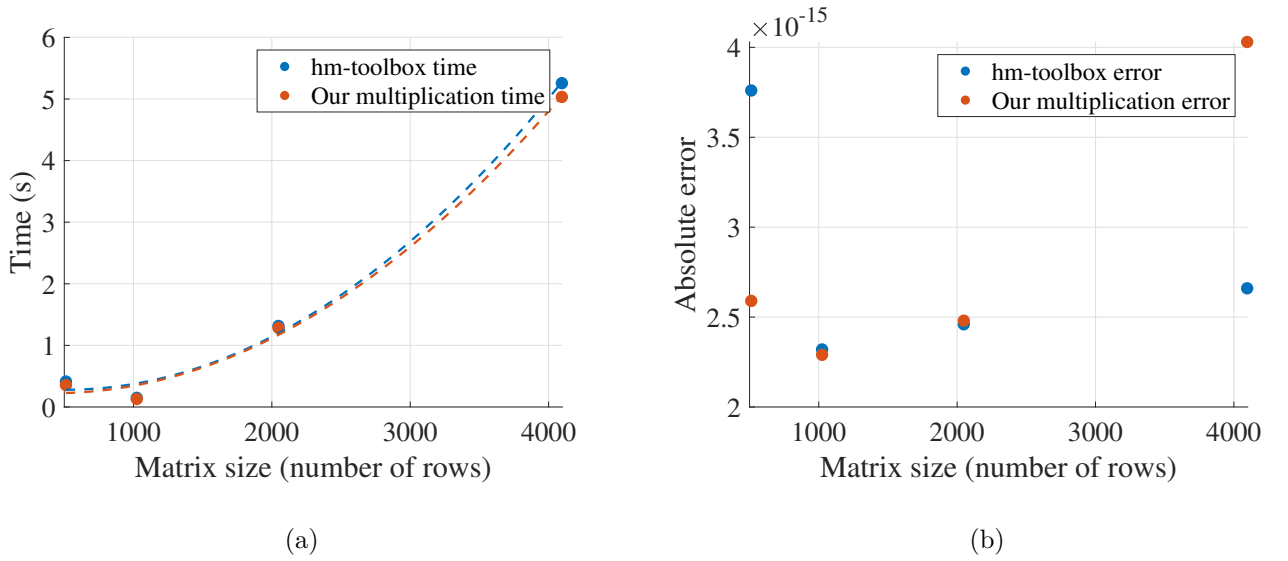 6
5
4
3
2
1
0
1000 2000 3000 4000
Time (s)
Matrix size (number of rows)
hm-toolbox time
Our multiplication time
(a)
×10-15
4
3.5
3
2.5
2
1000 2000 3000 4000
Absolute error
Matrix size (number of rows)
hm-toolbox error
Our multiplication error
(b)